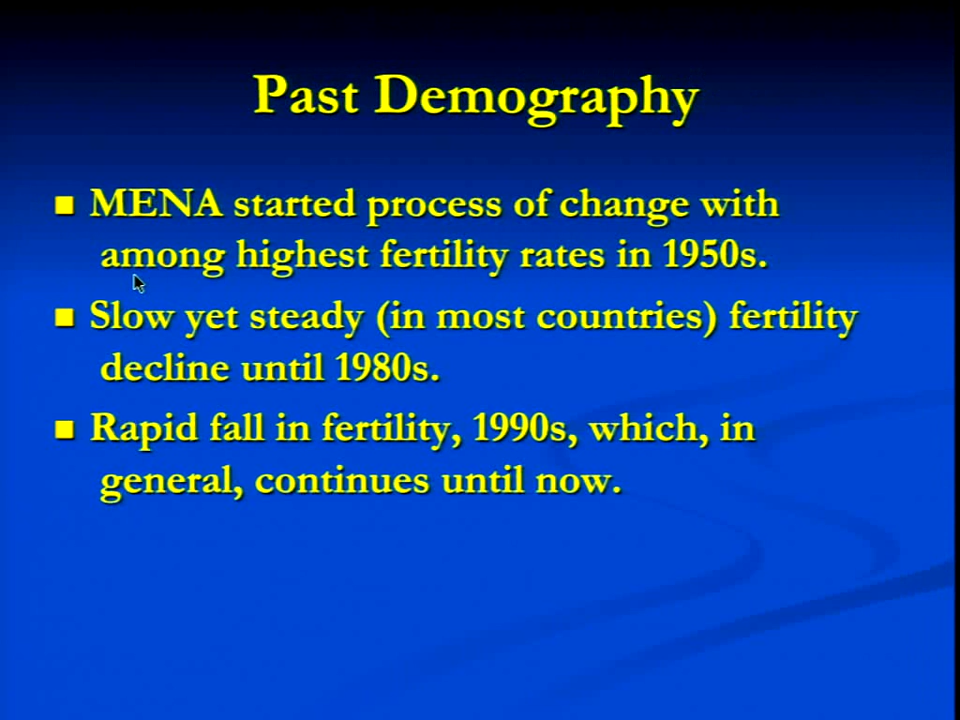 Past Demography
■ MENA started process of change with
among highest fertility rates in 1950s.
■ Slow yet steady (in most countries) fertility
decline until 1980s.
■ Rapid fall in fertility, 1990s, which, in
general, continues until now.